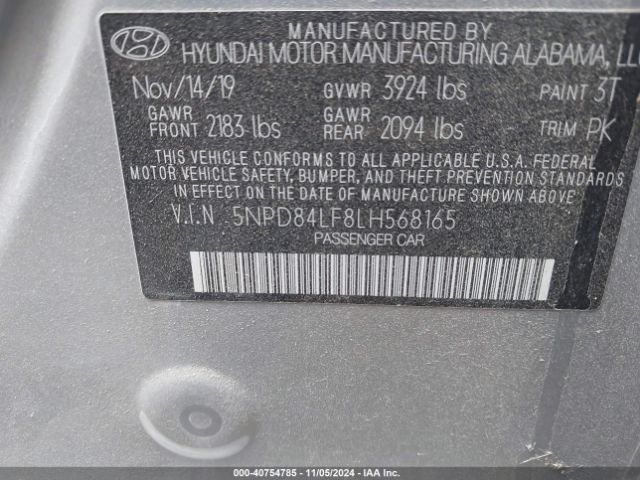 MANUFACTURED BY
HYUNDAI MOTOR MANUFACTURING ALABAMA, LLC
Nov/14/19 GVWR 3924 lbs PAINT 3T
GAWR FRONT 2183 lbs GAWR REAR 2094 lbs TRIM PK
THIS VEHICLE CONFORMS TO ALL APPLICABLE U.S.A. FEDERAL
MOTOR VEHICLE SAFETY, BUMPER, AND THEFT PREVENTION STANDARDS
IN EFFECT ON THE DATE OF MANUFACTURE SHOWN ABOVE
V.I.N 5NPD84LF8LH568165
PASSENGER CAR
000-40754785 - 11/05/2024 - IAA Inc.